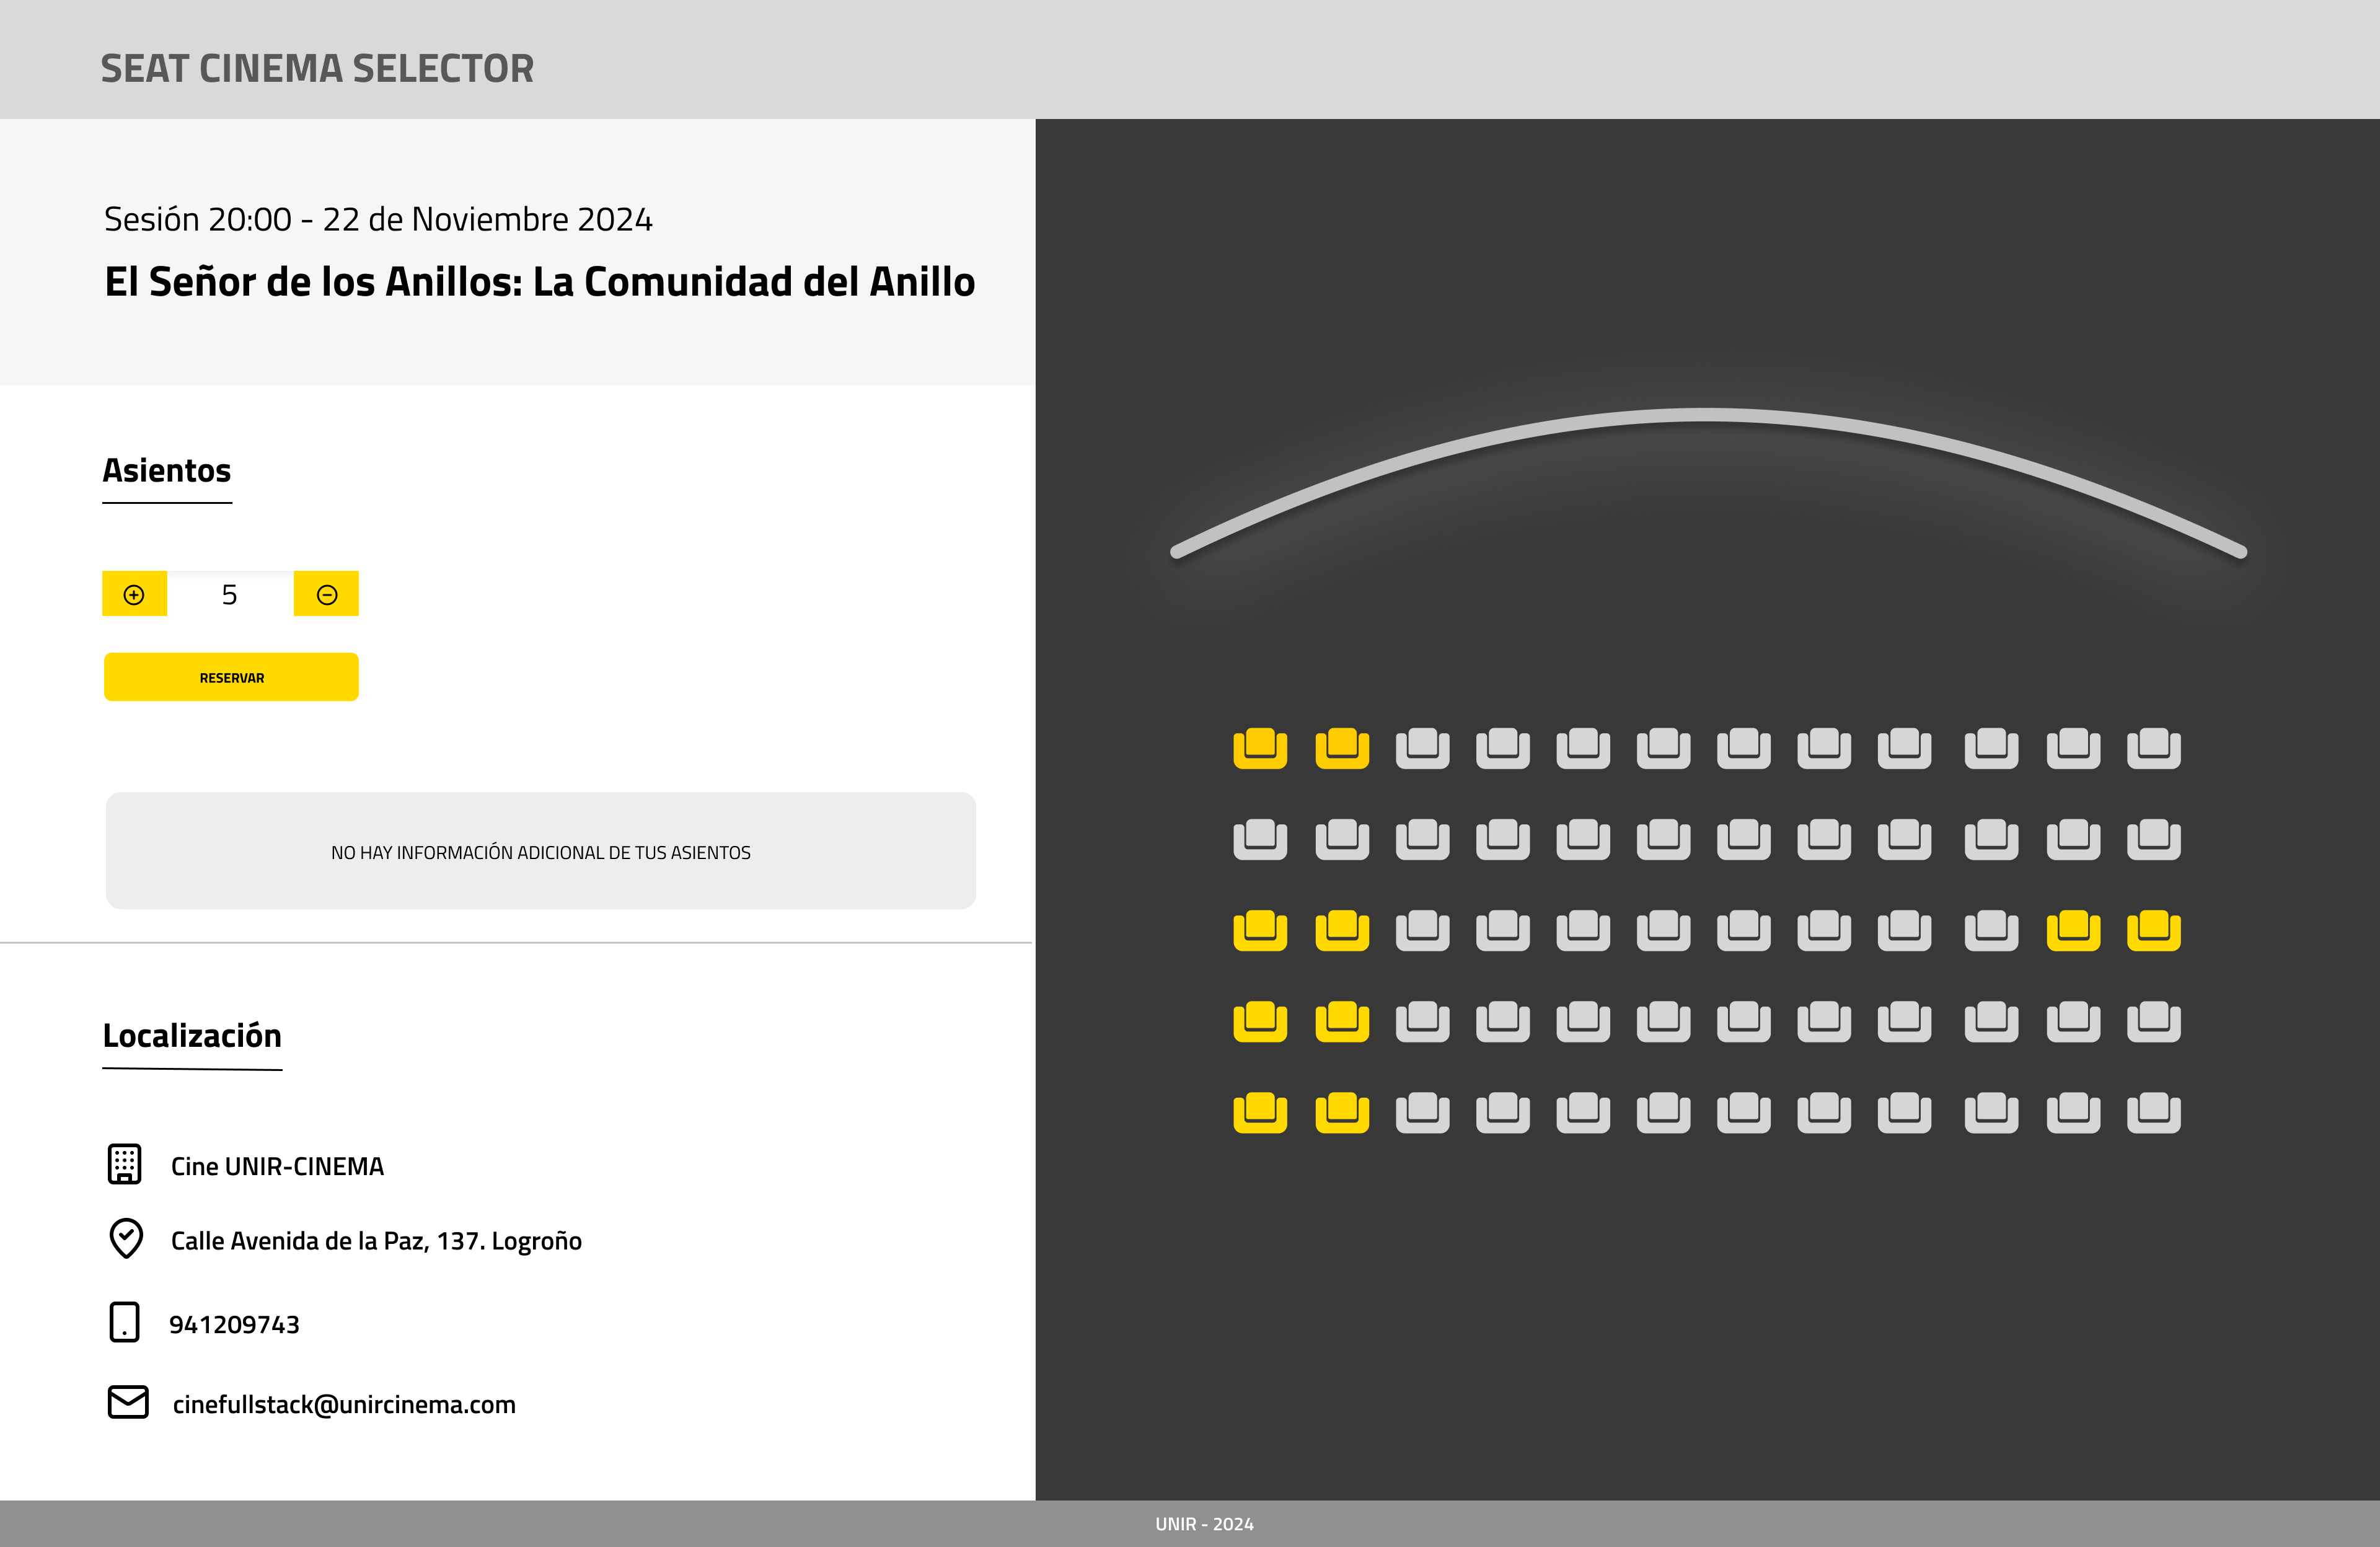 SEAT CINEMA SELECTOR
Sesión 20:00 - 22 de Noviembre 2024
El Señor de los Anillos: La Comunidad del Anillo
Asientos
5
RESERVAR
NO HAY INFORMACIÓN ADICIONAL DE TUS ASIENTOS
Localización
Cine UNIR-CINEMA
Calle Avenida de la Paz, 137. Logroño
941209743
cinefullstack@unircinema.com
UNIR - 2024